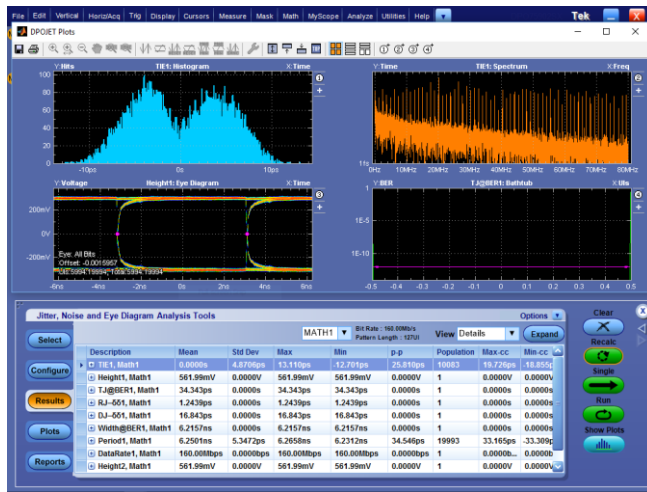 File Edit Vertical Horiz/Acq Trig Display Cursors Measure Mask Math MyScope Analyze Utilities Help Tek
DPOJET Plots
Y:Hits TIE1: Histogram X:Time
100
80
60
40
20
0
-10ps 0s 10ps
Y:Time TIE1: Spectrum X:Freq
11s
0Hz 10MHz 20MHz 30MHz 40MHz 50MHz 60MHz 70MHz 80MHz
Y:Voltage Height1: Eye Diagram X:Time
200mV
0V
-200mV
Eye: All Bits
Offset: -0.0015957
-6ns -4ns -2ns 0s 2ns 4ns 6ns
Y:BER TJ@BER1: Bathtub X:UIs
1
1E-5
1E-10
-0.5 -0.4 -0.3 -0.2 -0.1 0 0.1 0.2 0.3 0.4 0.5
Jitter, Noise and Eye Diagram Analysis Tools Options
Select
Configure
Results
Plots
Reports
MATH1 Bit Rate : 160.00Mb/s
Pattern Length : 127UI
View Details Expand
Description Mean Std Dev Max Min p-p Population Max-cc Min-cc
TIE1, Math1 0.0000s 4.8706ps 13.110ps -12.701ps 25.810ps 10083 19.726ps -18.855p
Height1, Math1 561.99mV 0.0000V 561.99mV 561.99mV 0.0000V 1 0.0000V 0.0000V
TJ@BER1, Math1 34.343ps 0.0000s 34.343ps 34.343ps 0.0000s 1 0.0000s 0.0000s
RJ-δδ1, Math1 1.2439ps 0.0000s 1.2439ps 1.2439ps 0.0000s 1 0.0000s 0.0000s
DJ-δδ1, Math1 16.843ps 0.0000s 16.843ps 16.843ps 0.0000s 1 0.0000s 0.0000s
Width@BER1, Math1 6.2157ns 0.0000s 6.2157ns 6.2157ns 0.0000s 1 0.0000s 0.0000s
Period1, Math1 6.2501ns 5.3472ps 6.2658ns 6.2312ns 34.546ps 19993 33.165ps -33.309p
DataRate1, Math1 160.00Mbps 0.0000bps 160.00Mbps 160.00Mbps 0.0000bps 1 0.0000b... 0.0000b
Height2, Math1 561.99mV 0.0000V 561.99mV 561.99mV 0.0000V 1 0.0000V 0.0000V
Clear
Recalc
Single
Run
Show Plots